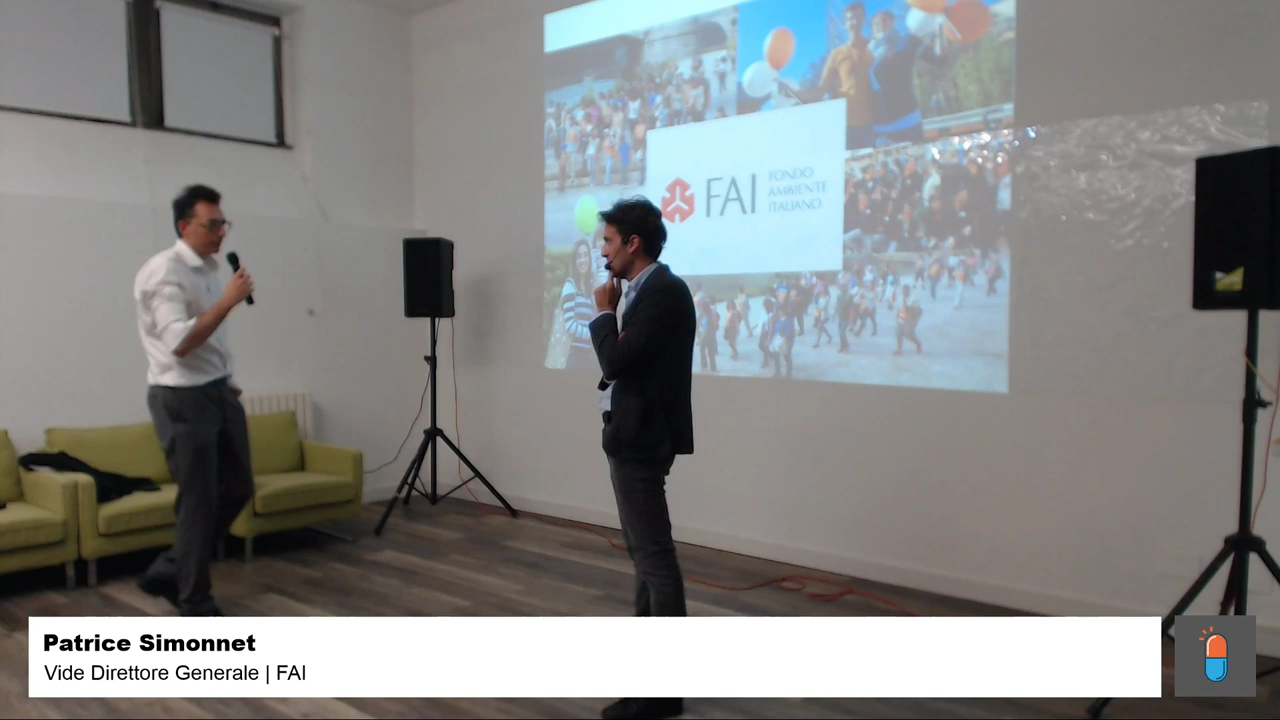 FAI
FONDO
AMBIENTE
ITALIANO
Patrice Simonnet
Vide Direttore Generale | FAI